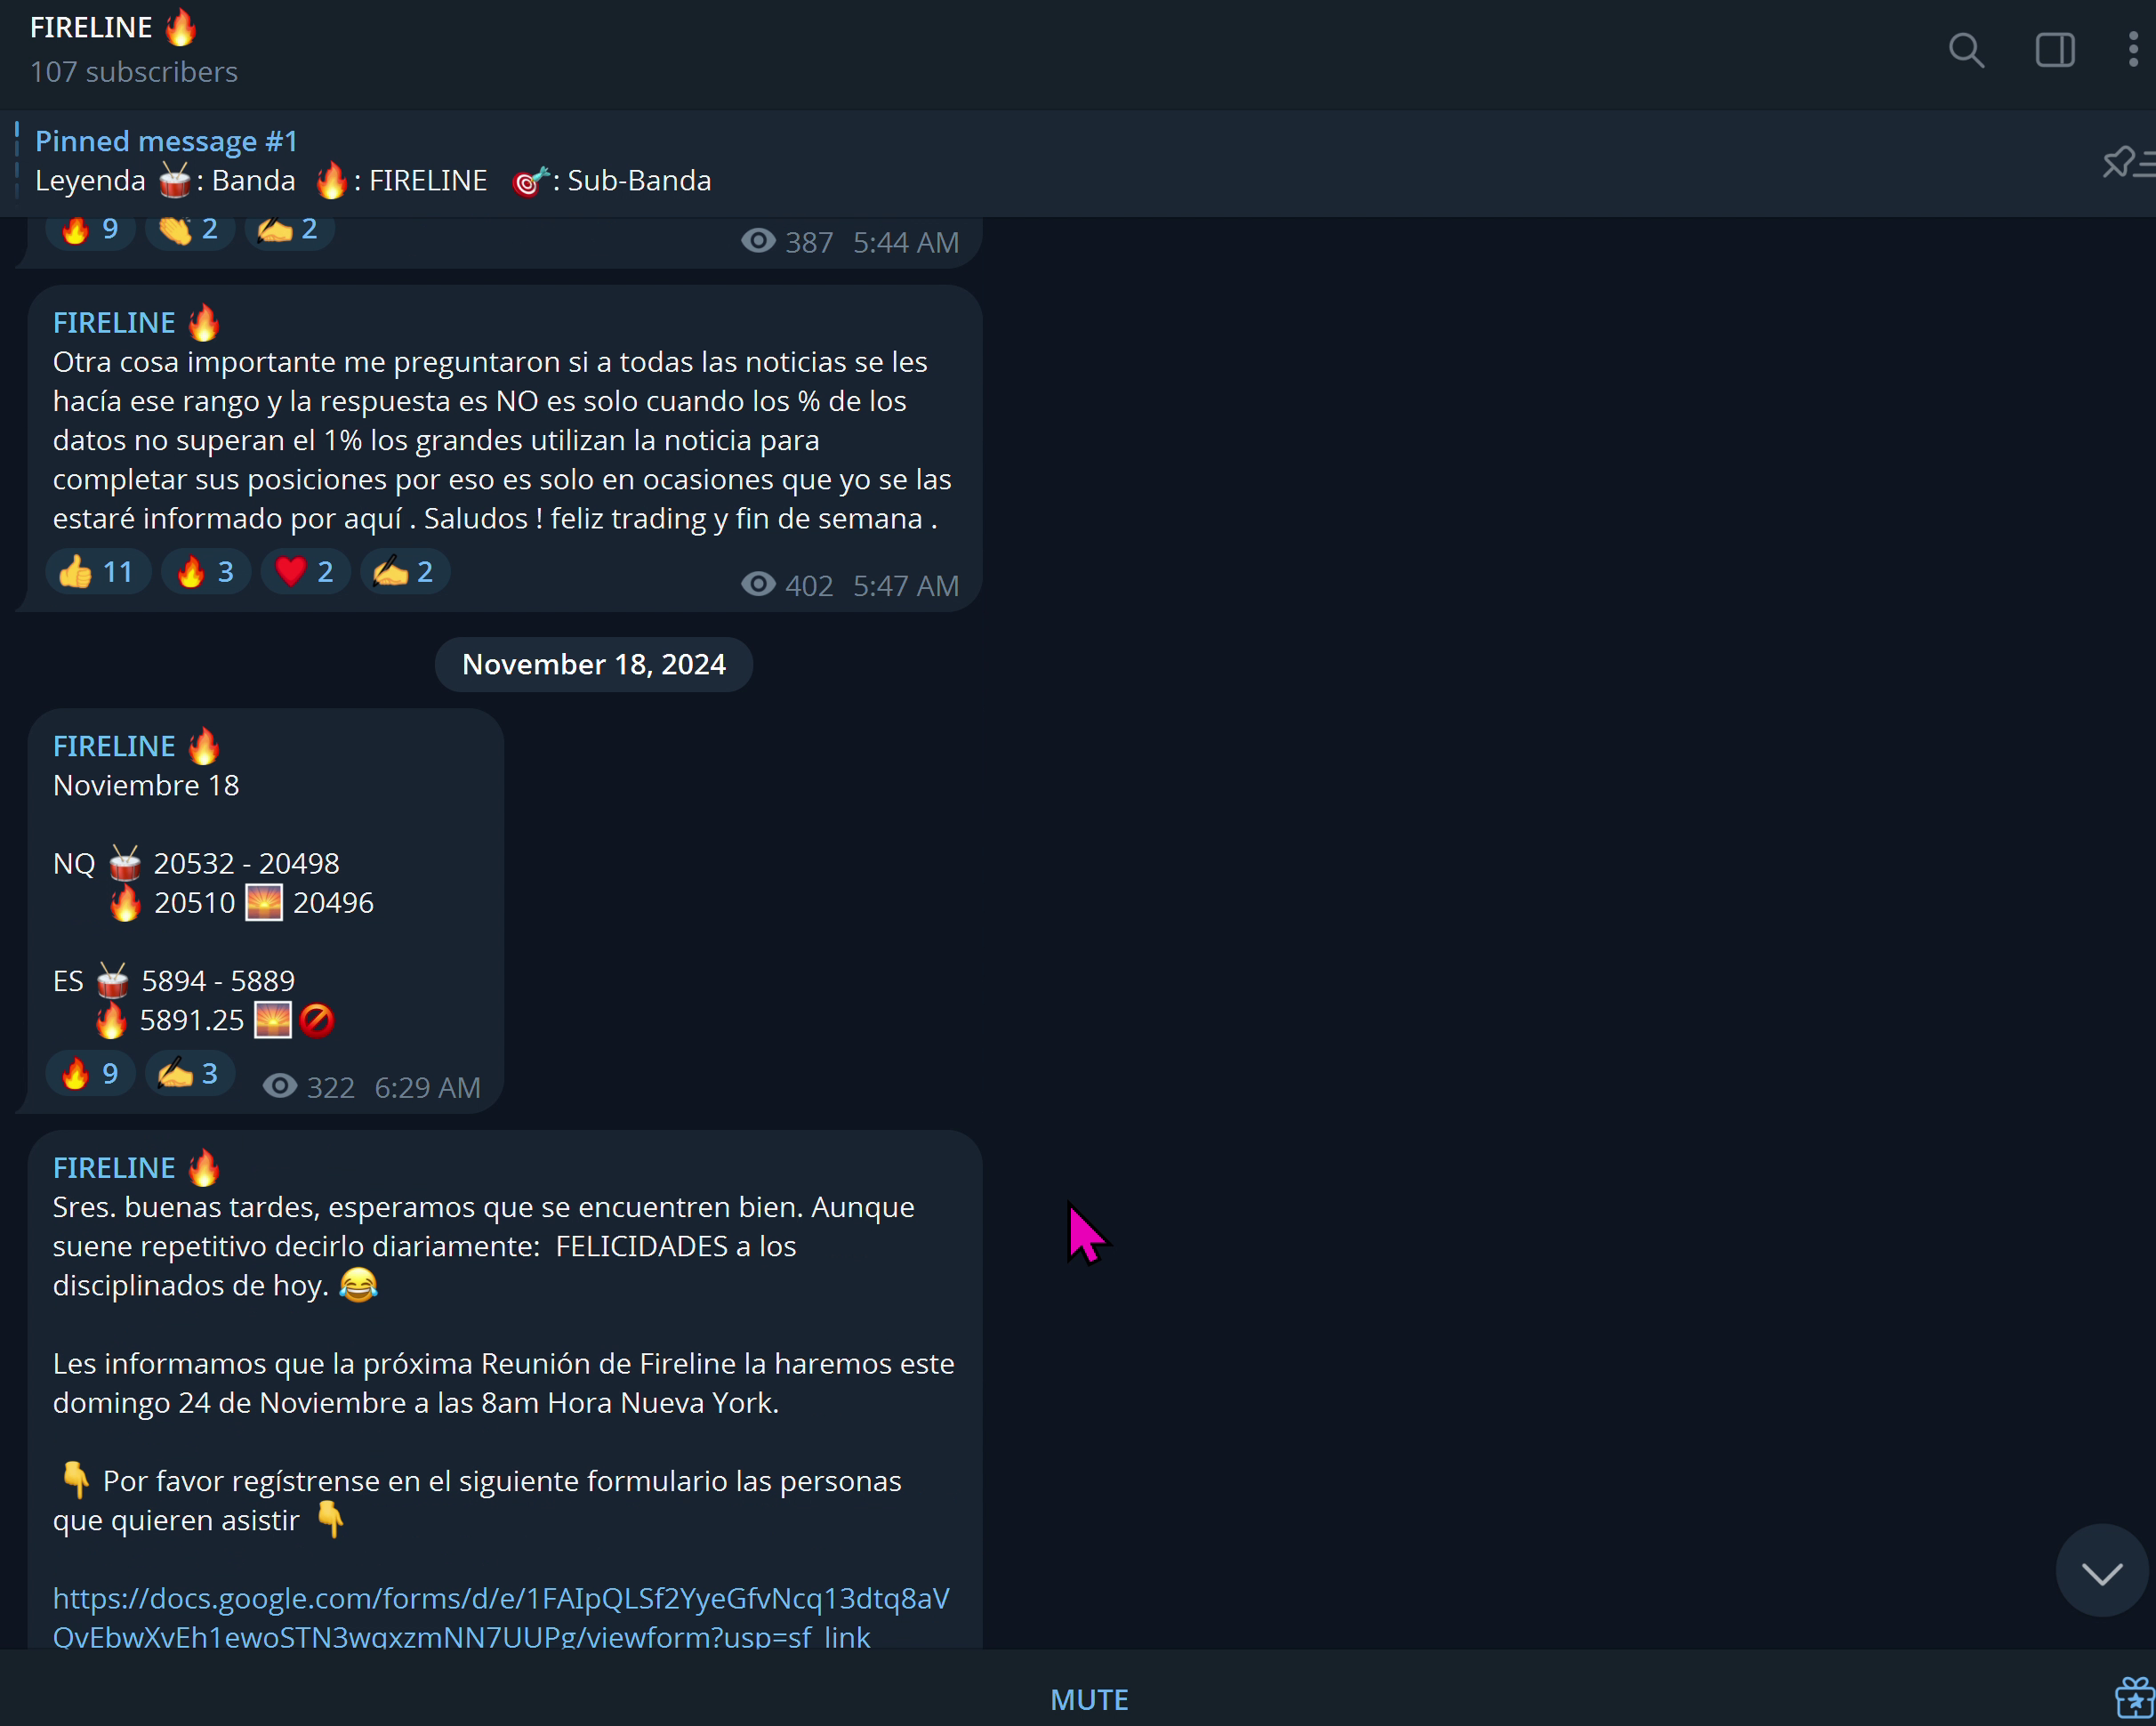 FIRELINE 🔥
107 subscribers
Pinned message #1
Leyenda 🥁: Banda 🔥: FIRELINE 🎯: Sub-Banda
🔥 9 👏 2 ✍ 2 387 5:44 AM
FIRELINE 🔥
Otra cosa importante me preguntaron si a todas las noticias se les
hacía ese rango y la respuesta es NO es solo cuando los % de los
datos no superan el 1% los grandes utilizan la noticia para
completar sus posiciones por eso es solo en ocasiones que yo se las
estaré informado por aquí . Saludos ! feliz trading y fin de semana .
👍 11 🔥 3 ❤ 2 ✍ 2 402 5:47 AM
November 18, 2024
FIRELINE 🔥
Noviembre 18
NQ 🥁 20532 - 20498
🔥 20510 🌅 20496
ES 🥁 5894 - 5889
🔥 5891.25 🌅🚫
🔥 9 ✍ 3 322 6:29 AM
FIRELINE 🔥
Sres. buenas tardes, esperamos que se encuentren bien. Aunque
suene repetitivo decirlo diariamente:  FELICIDADES a los
disciplinados de hoy. 😂
Les informamos que la próxima Reunión de Fireline la haremos este
domingo 24 de Noviembre a las 8am Hora Nueva York.
👇 Por favor regístrense en el siguiente formulario las personas
que quieren asistir 👇
https://docs.google.com/forms/d/e/1FAIpQLSf2YyeGfvNcq13dtq8aV
QvEbwXvEh1ewoSTN3wqxzmNN7UUPg/viewform?usp=sf_link
MUTE